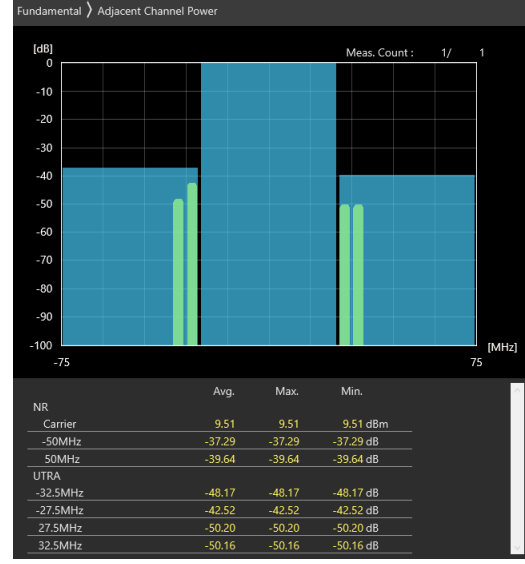 Fundamental 〉 Adjacent Channel Power
[dB] Meas. Count : 1/ 1
0
-10
-20
-30
-40
-50
-60
-70
-80
-90
-100 [MHz]
-75 75
Avg. Max. Min.
NR
Carrier 9.51 9.51 9.51 dBm
-50MHz -37.29 -37.29 -37.29 dB
50MHz -39.64 -39.64 -39.64 dB
UTRA
-32.5MHz -48.17 -48.17 -48.17 dB
-27.5MHz -42.52 -42.52 -42.52 dB
27.5MHz -50.20 -50.20 -50.20 dB
32.5MHz -50.16 -50.16 -50.16 dB